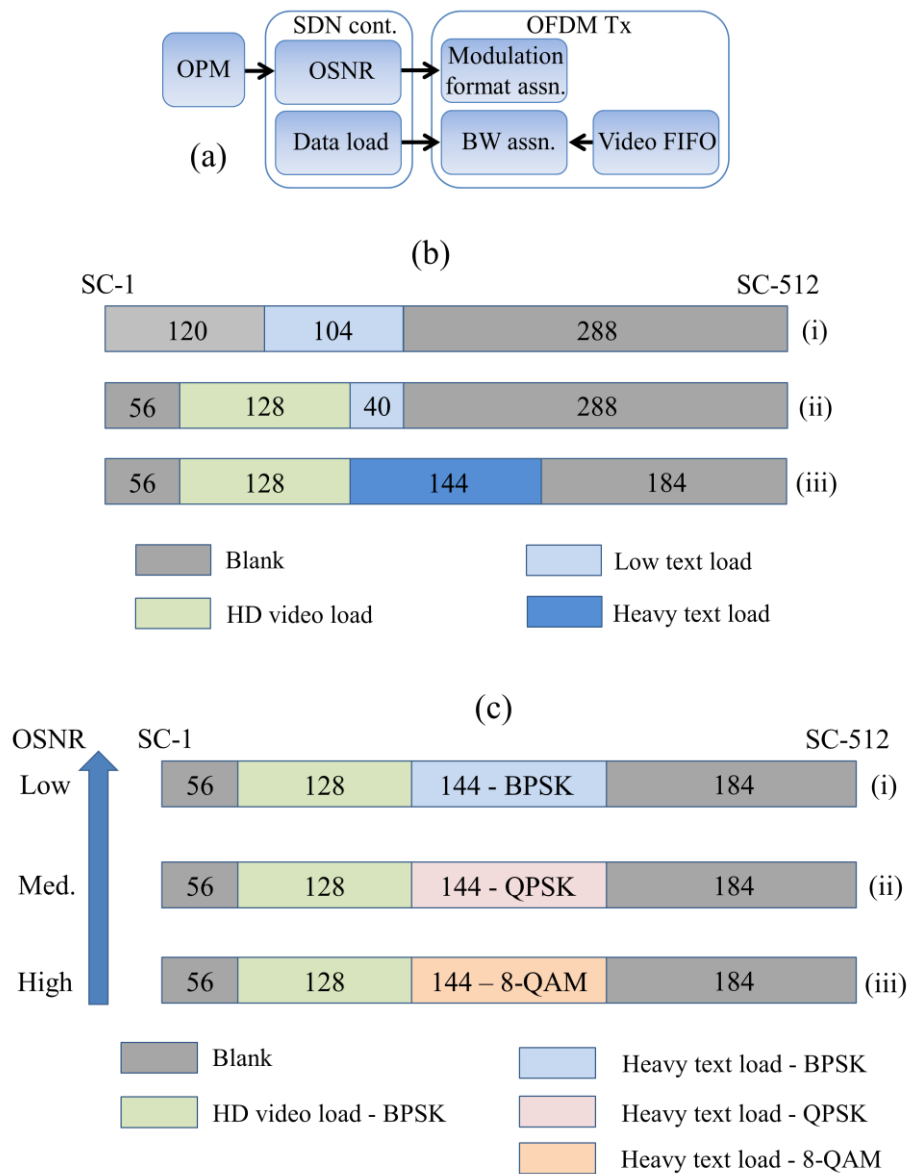 SDN cont.
OFDM Tx
OPM
OSNR
Modulation
format assn.
Data load
BW assn.
Video FIFO
(a)
(b)
SC-1
SC-512
120
104
288
(i)
56
128
40
288
(ii)
56
128
144
184
(iii)
Blank
Low text load
HD video load
Heavy text load
(c)
OSNR
SC-1
SC-512
Low
56
128
144 - BPSK
184
(i)
Med.
56
128
144 - QPSK
184
(ii)
High
56
128
144 – 8-QAM
184
(iii)
Blank
Heavy text load - BPSK
HD video load - BPSK
Heavy text load - QPSK
Heavy text load - 8-QAM